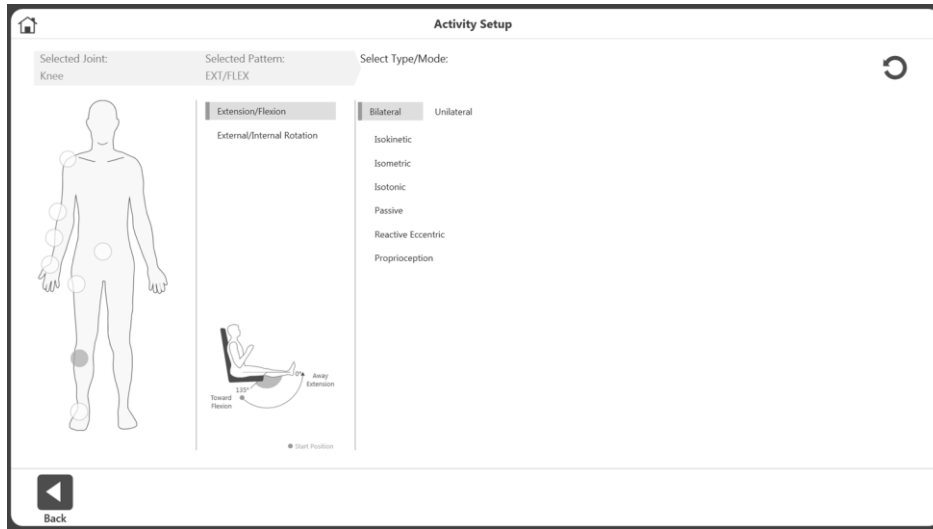 Activity Setup
Selected Joint:
Knee
Selected Pattern:
EXT/FLEX
Select Type/Mode:
Extension/Flexion
External/Internal Rotation
Bilateral
Unilateral
Isokinetic
Isometric
Isotonic
Passive
Reactive Eccentric
Proprioception
0°
Away
Extension
135°
Toward
Flexion
Start Position
Back